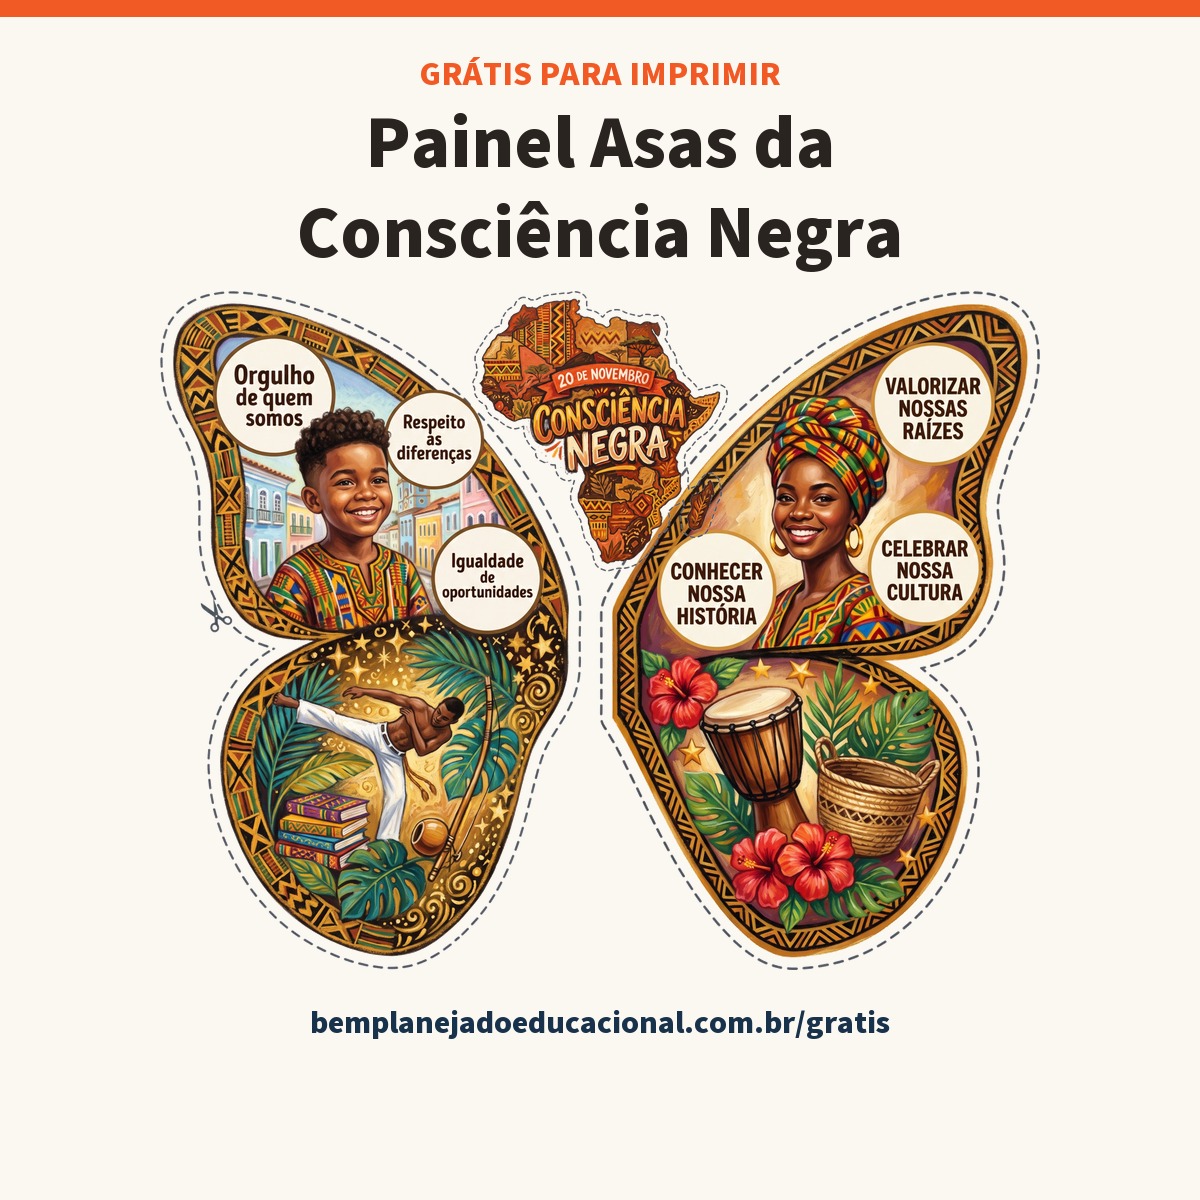 GRÁTIS PARA IMPRIMIR
Painel Asas da
Consciência Negra
Orgulho
de quem
somos
Respeito
às
diferenças
Igualdade
de
oportunidades
20 DE NOVEMBRO
CONSCIÊNCIA
NEGRA
VALORIZAR
NOSSAS
RAÍZES
CONHECER
NOSSA
HISTÓRIA
CELEBRAR
NOSSA
CULTURA
bemplanejadoeducacional.com.br/gratis